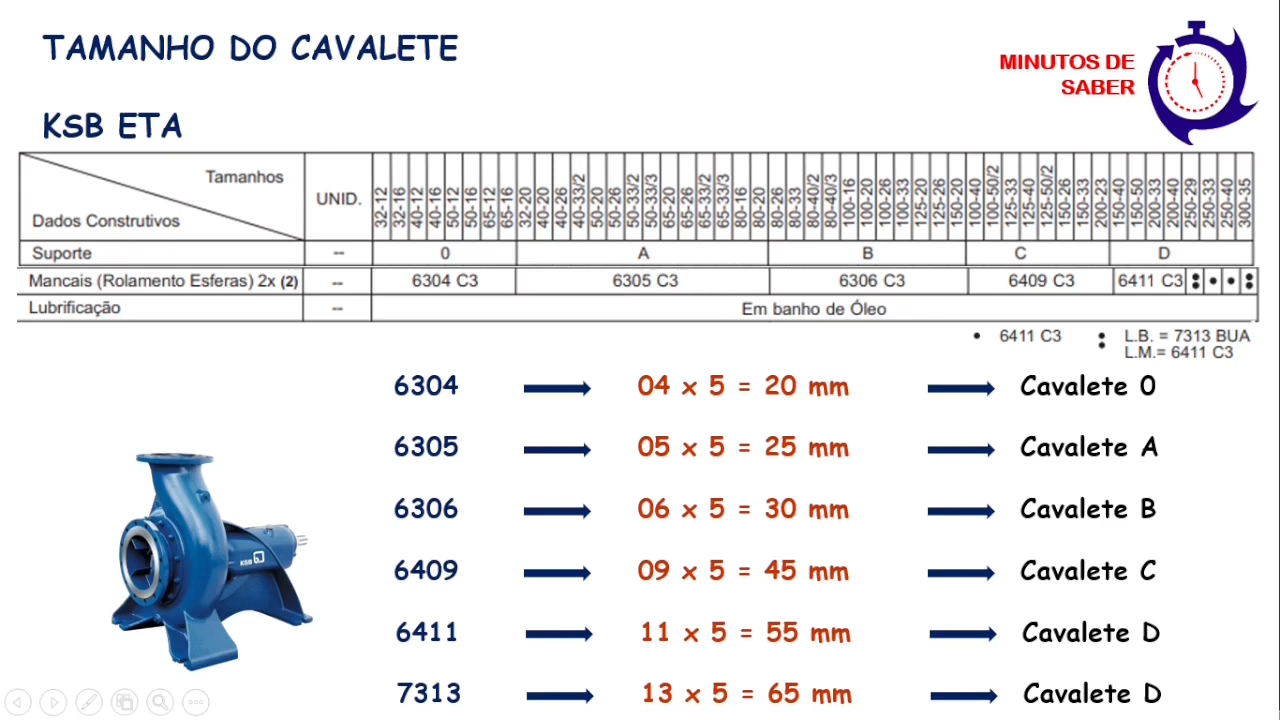 TAMANHO DO CAVALETE
MINUTOS DE
SABER
KSB ETA
Tamanhos
Dados Construtivos
UNID.
32-12
32-16
40-12
40-16
50-12
50-16
65-12
65-16
32-20
40-20
40-26
40-33/2
50-20
50-26
50-33/2
50-33/3
65-20
65-26
65-33/2
65-33/3
80-16
80-20
80-26
80-33
80-40/2
80-40/3
100-16
100-20
100-26
100-33
125-20
125-26
150-20
100-40
100-50/2
125-33
125-40
125-50/2
150-26
150-33
200-23
150-40
150-50
200-33
200-40
250-29
250-33
250-40
300-35
Suporte -- 0 A B C D
Mancais (Rolamento Esferas) 2x (2) -- 6304 C3 6305 C3 6306 C3 6409 C3 6411 C3 : • • :
Lubrificação -- Em banho de Óleo
• 6411 C3 : L.B. = 7313 BUA
L.M.= 6411 C3
6304 04 x 5 = 20 mm Cavalete 0
6305 05 x 5 = 25 mm Cavalete A
6306 06 x 5 = 30 mm Cavalete B
6409 09 x 5 = 45 mm Cavalete C
6411 11 x 5 = 55 mm Cavalete D
7313 13 x 5 = 65 mm Cavalete D
KSB